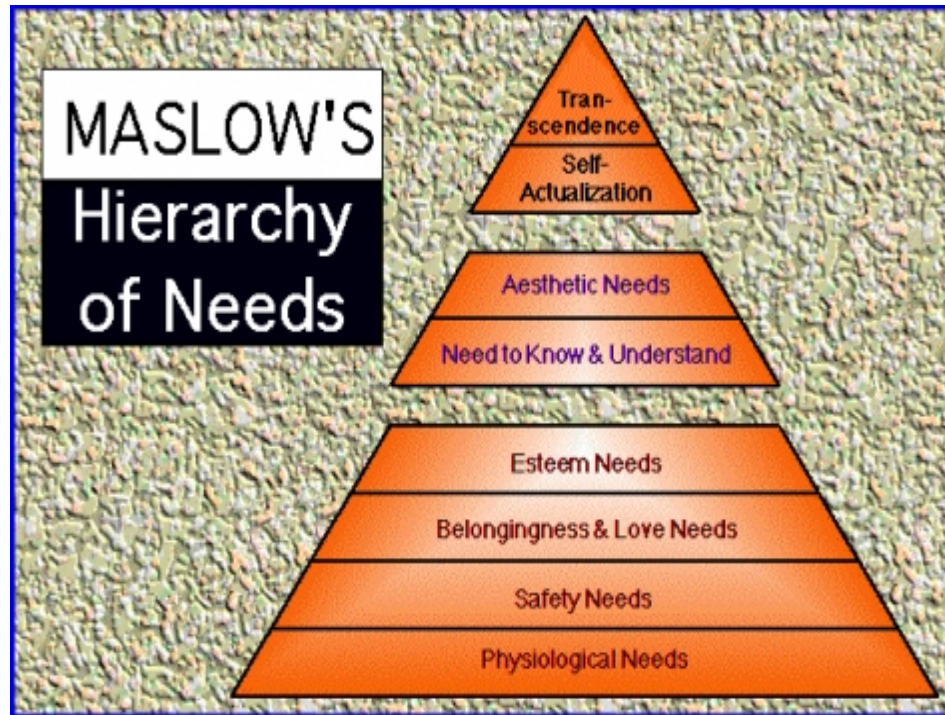 MASLOW'S
Hierarchy
of Needs
Tran-
scendence
Self-
Actualization
Aesthetic Needs
Need to Know & Understand
Esteem Needs
Belongingness & Love Needs
Safety Needs
Physiological Needs